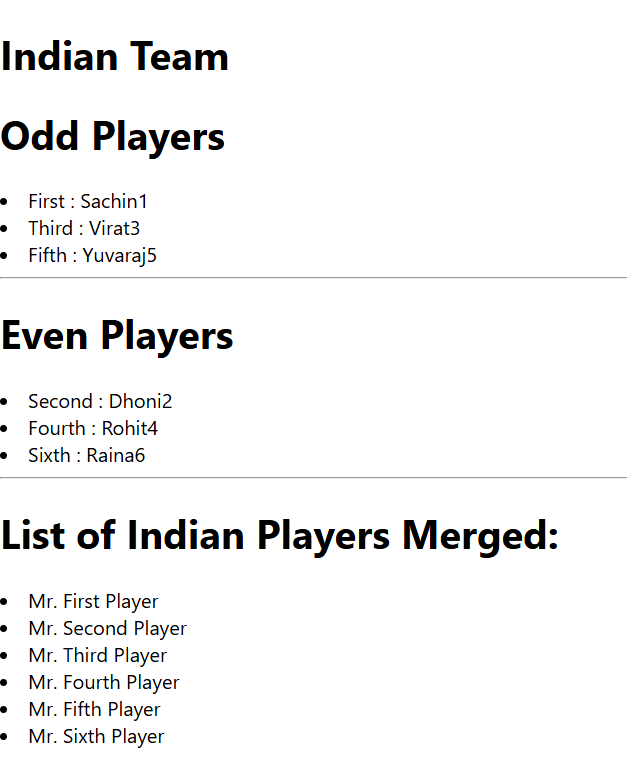 Indian Team
Odd Players
First : Sachin1
Third : Virat3
Fifth : Yuvaraj5
Even Players
Second : Dhoni2
Fourth : Rohit4
Sixth : Raina6
List of Indian Players Merged:
Mr. First Player
Mr. Second Player
Mr. Third Player
Mr. Fourth Player
Mr. Fifth Player
Mr. Sixth Player